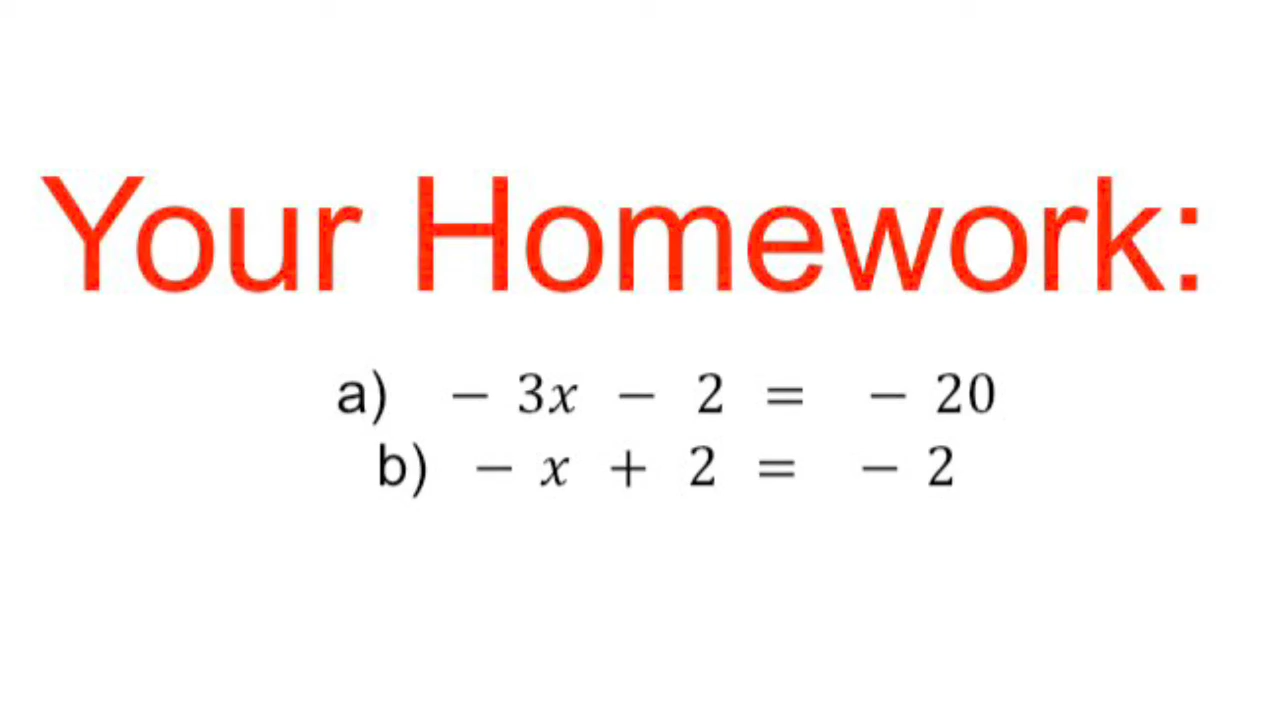 Your Homework:
a) − 3x − 2 = − 20
b) − x + 2 = − 2